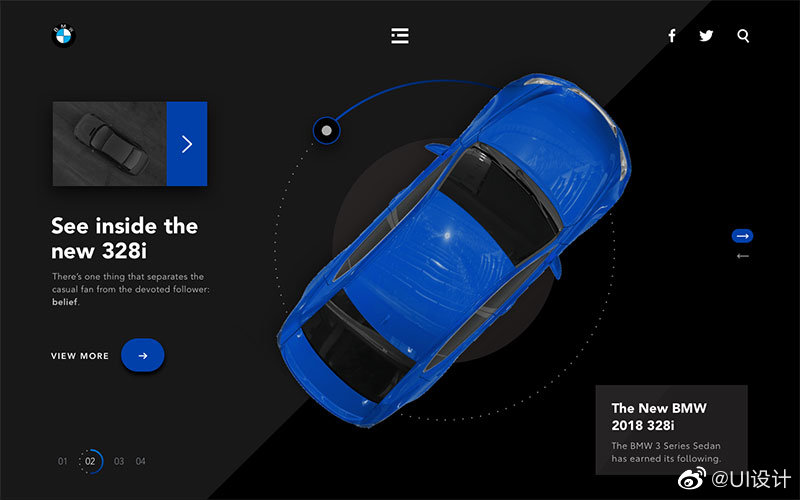 BMS
See inside the
new 328i
There's one thing that separates the
casual fan from the devoted follower:
belief.
VIEW MORE
01 02 03 04
The New BMW
2018 328i
The BMW 3 Series Sedan
has earned its following.
@UI设计